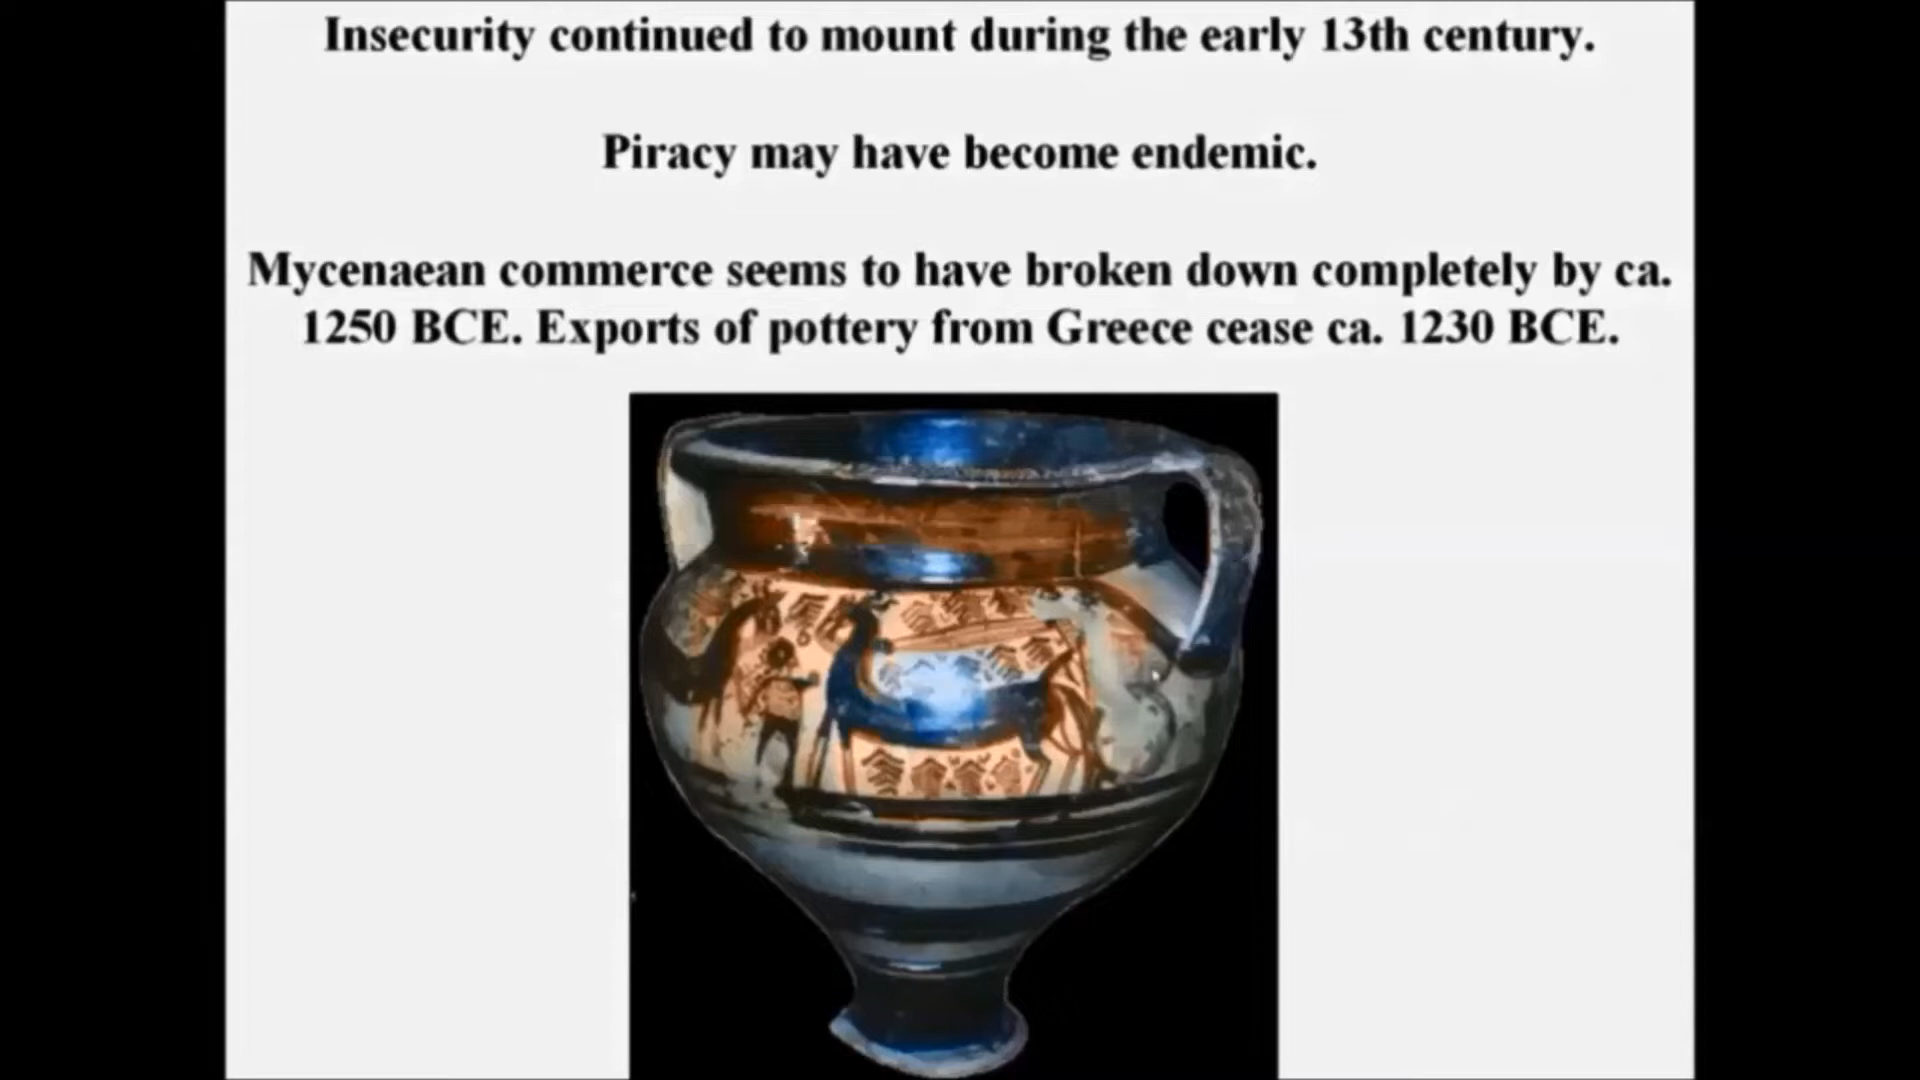 Insecurity continued to mount during the early 13th century.
Piracy may have become endemic.
Mycenaean commerce seems to have broken down completely by ca.
1250 BCE. Exports of pottery from Greece cease ca. 1230 BCE.